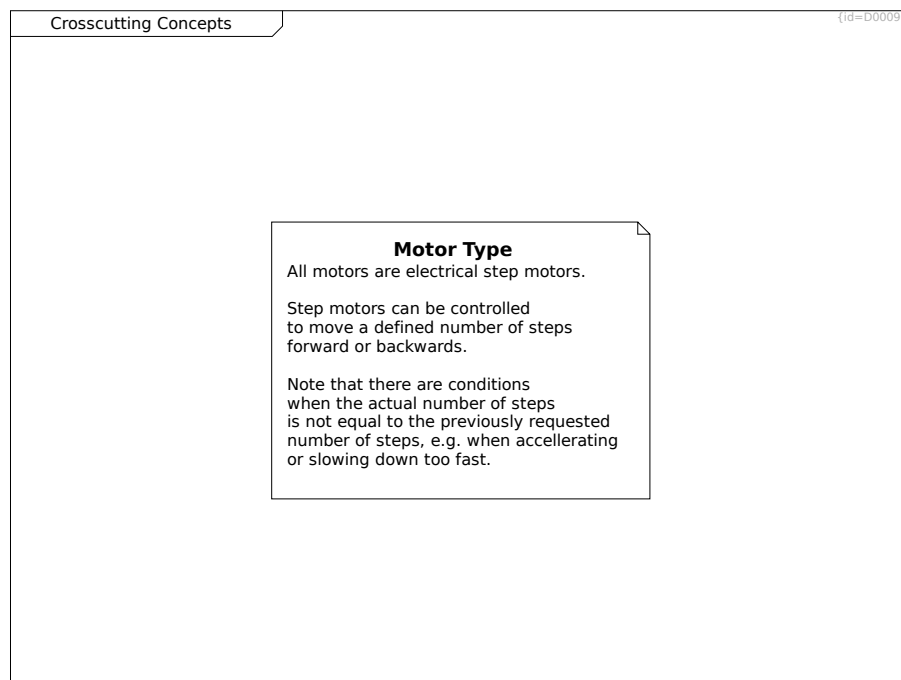 Crosscutting Concepts
{id=D0009
Motor Type
All motors are electrical step motors.
Step motors can be controlled
to move a defined number of steps
forward or backwards.
Note that there are conditions
when the actual number of steps
is not equal to the previously requested
number of steps, e.g. when accellerating
or slowing down too fast.